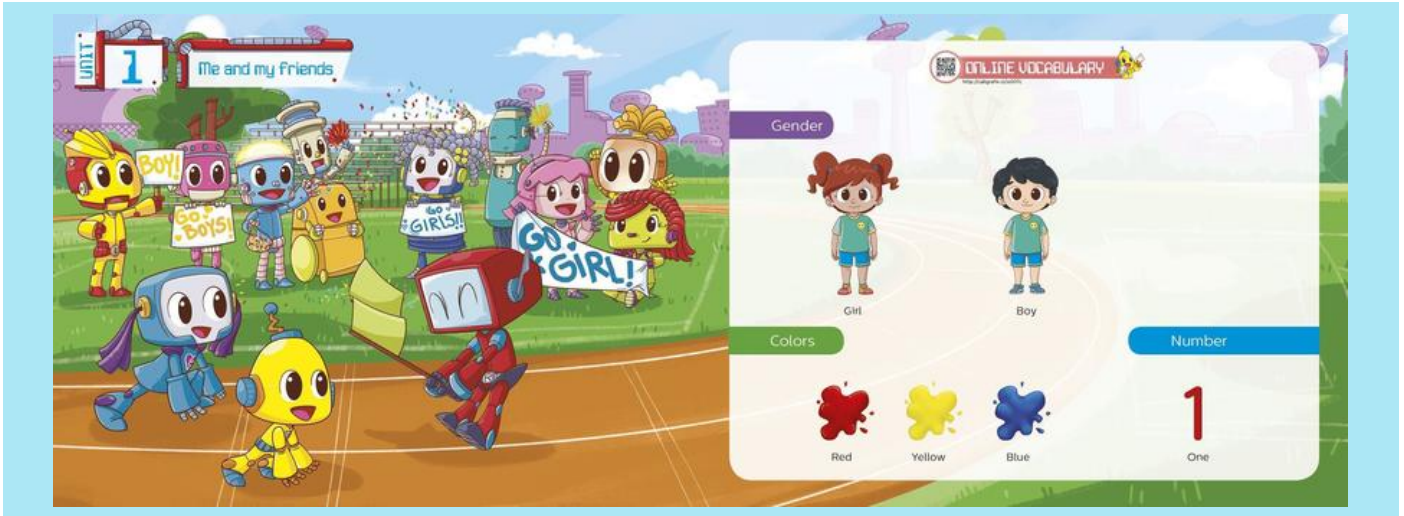 UNIT
1
Me and my friends
BOY!
GO
BOYS!
GO
GIRLS!!
GO
GIRL!
ONLINE VOCABULARY
Gender
Girl
Boy
Colors
Number
1
Red
Yellow
Blue
One